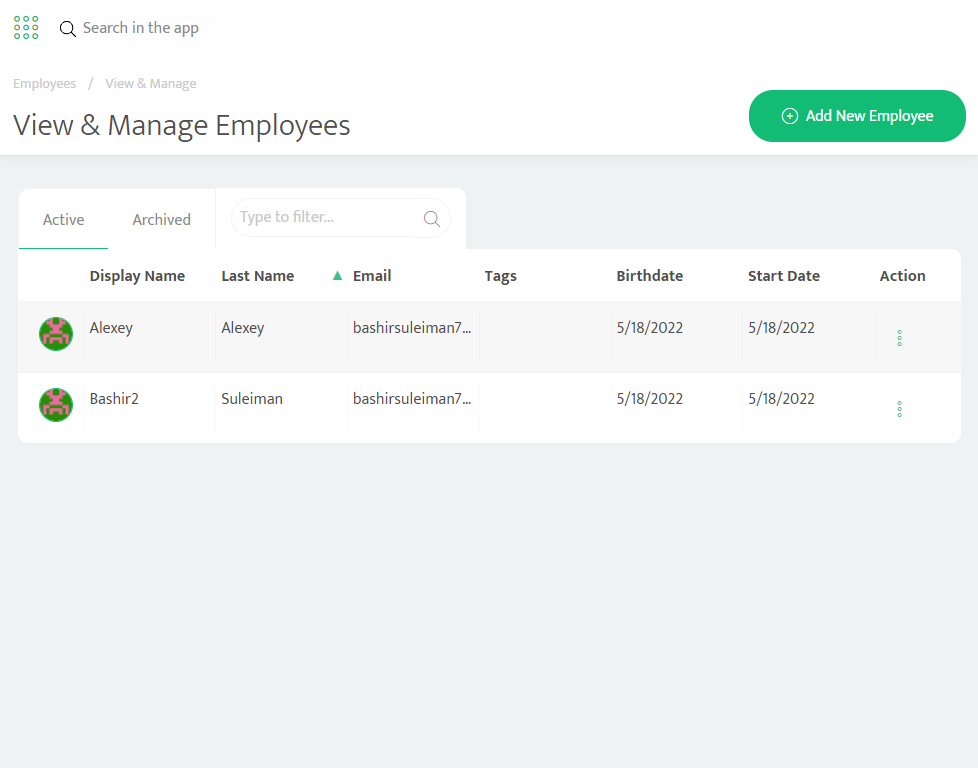 Search in the app
Employees / View & Manage
View & Manage Employees
Add New Employee
Active Archived Type to filter...
Display Name Last Name ▲ Email Tags Birthdate Start Date Action
Alexey Alexey bashirsuleiman7... 5/18/2022 5/18/2022
Bashir2 Suleiman bashirsuleiman7... 5/18/2022 5/18/2022